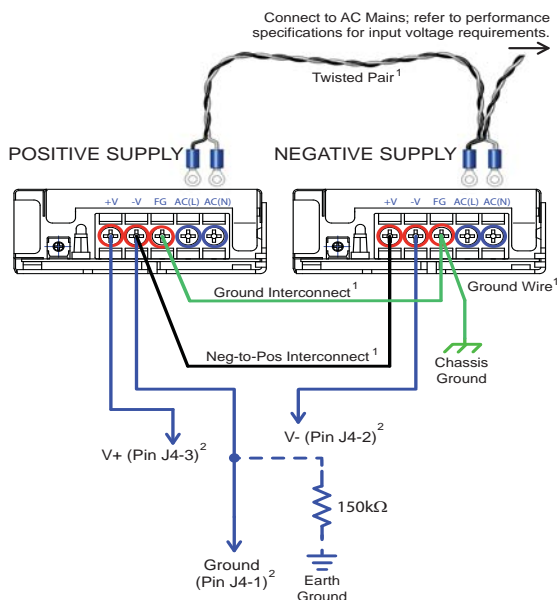 Connect to AC Mains; refer to performance
specifications for input voltage requirements.
Twisted Pair1
POSITIVE SUPPLY
NEGATIVE SUPPLY
+V -V FG AC(L) AC(N)
+V -V FG AC(L) AC(N)
Ground Interconnect1
Ground Wire1
Neg-to-Pos Interconnect1
Chassis
Ground
V+ (Pin J4-3)2
V- (Pin J4-2)2
150kΩ
Ground
(Pin J4-1)2
Earth
Ground